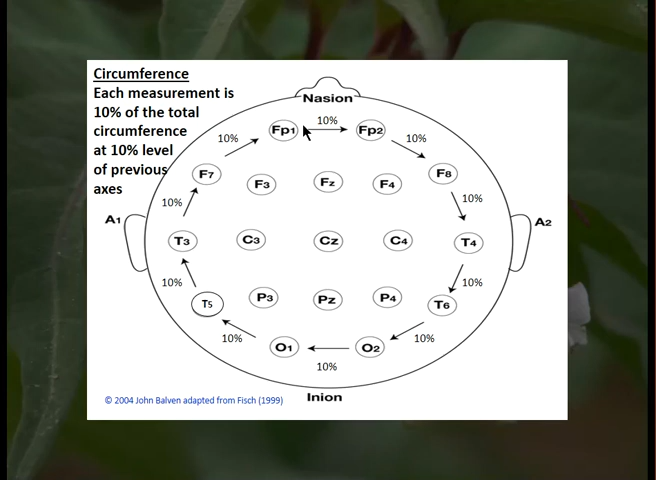 Circumference
Each measurement is
10% of the total
circumference
at 10% level
of previous
axes
Nasion
10%
Fp1
Fp2
10%
10%
F7
F3
Fz
F4
F8
10%
10%
A1
A2
T3
C3
Cz
C4
T4
10%
10%
T5
P3
Pz
P4
T6
10%
10%
O1
O2
10%
Inion
© 2004 John Balven adapted from Fisch (1999)